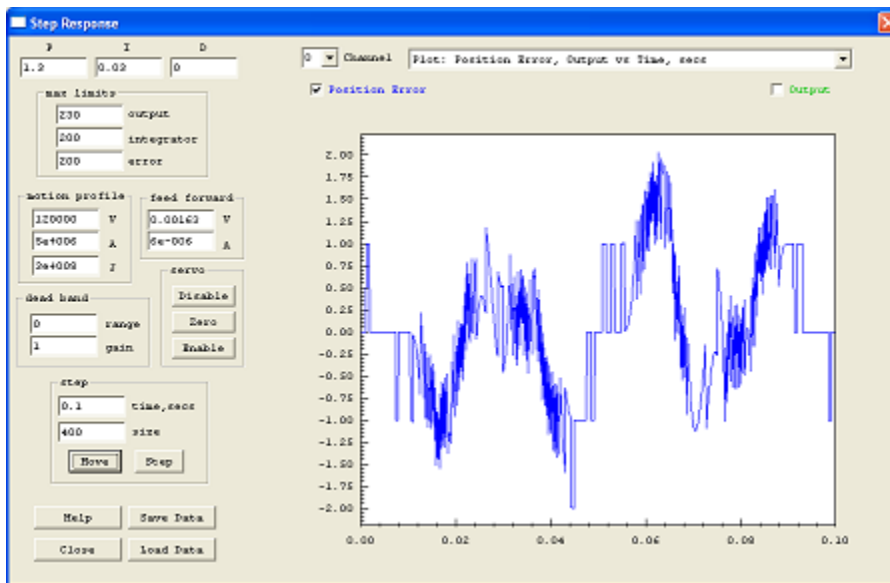 Step Response
P I D
1.2 0.02 0
0 Channel Plot: Position Error, Output vs Time, secs
Position Error
Output
max limits
230 output
200 integrator
200 error
motion profile
120000 V
5e+006 A
2e+008 J
feed forward
0.00163 V
6e-006 A
servo
Disable
Zero
Enable
dead band
0 range
1 gain
step
0.1 time,secs
400 size
Move Step
Help Save Data
Close Load Data
2.00
1.75
1.50
1.25
1.00
0.75
0.50
0.25
0.00
-0.25
-0.50
-0.75
-1.00
-1.25
-1.50
-1.75
-2.00
0.00 0.02 0.04 0.06 0.08 0.10